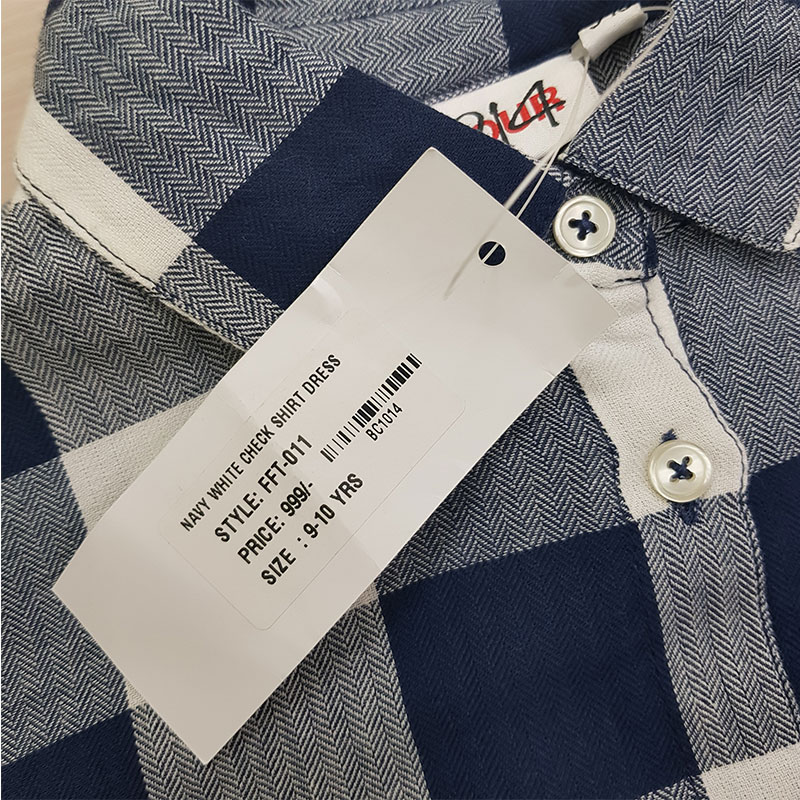 NAVY WHITE CHECK SHIRT DRESS
STYLE: FFT-011
PRICE: 999/-
SIZE : 9-10 YRS
BC1014